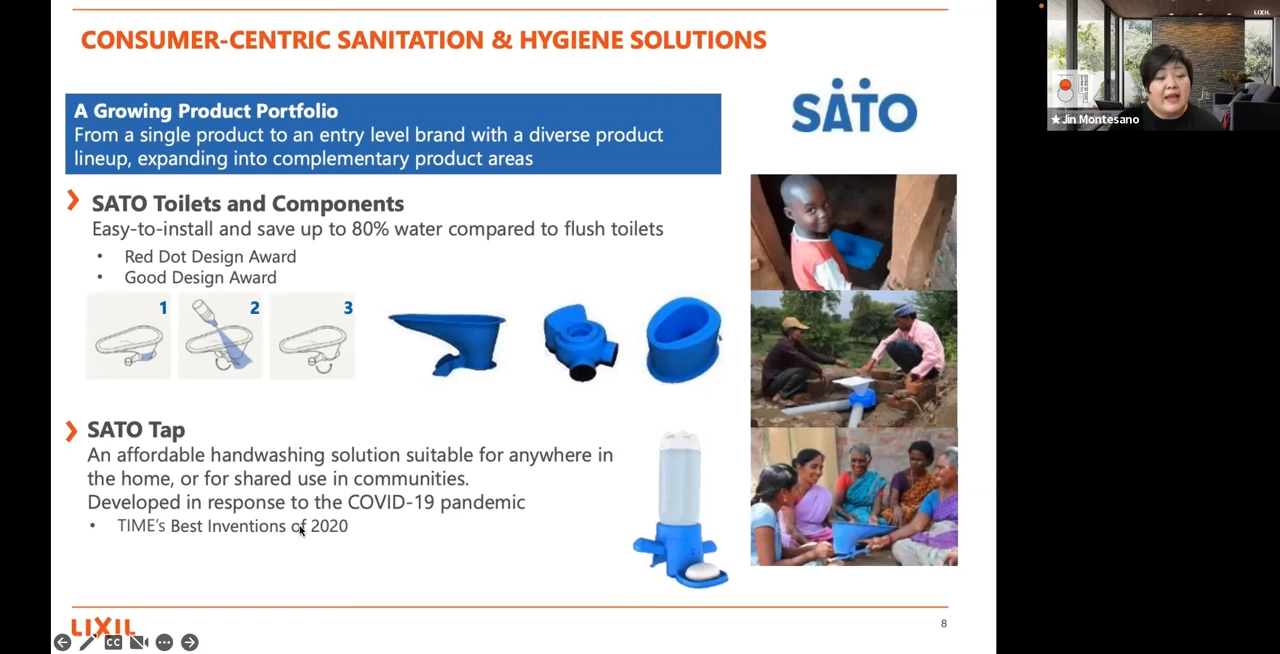 CONSUMER-CENTRIC SANITATION & HYGIENE SOLUTIONS
A Growing Product Portfolio
From a single product to an entry level brand with a diverse product
lineup, expanding into complementary product areas
SATO
SATO Toilets and Components
Easy-to-install and save up to 80% water compared to flush toilets
• Red Dot Design Award
• Good Design Award
1 2 3
SATO Tap
An affordable handwashing solution suitable for anywhere in
the home, or for shared use in communities.
Developed in response to the COVID-19 pandemic
• TIME’s Best Inventions of 2020
LIXIL
8
CC
LIXIL
Jin Montesano